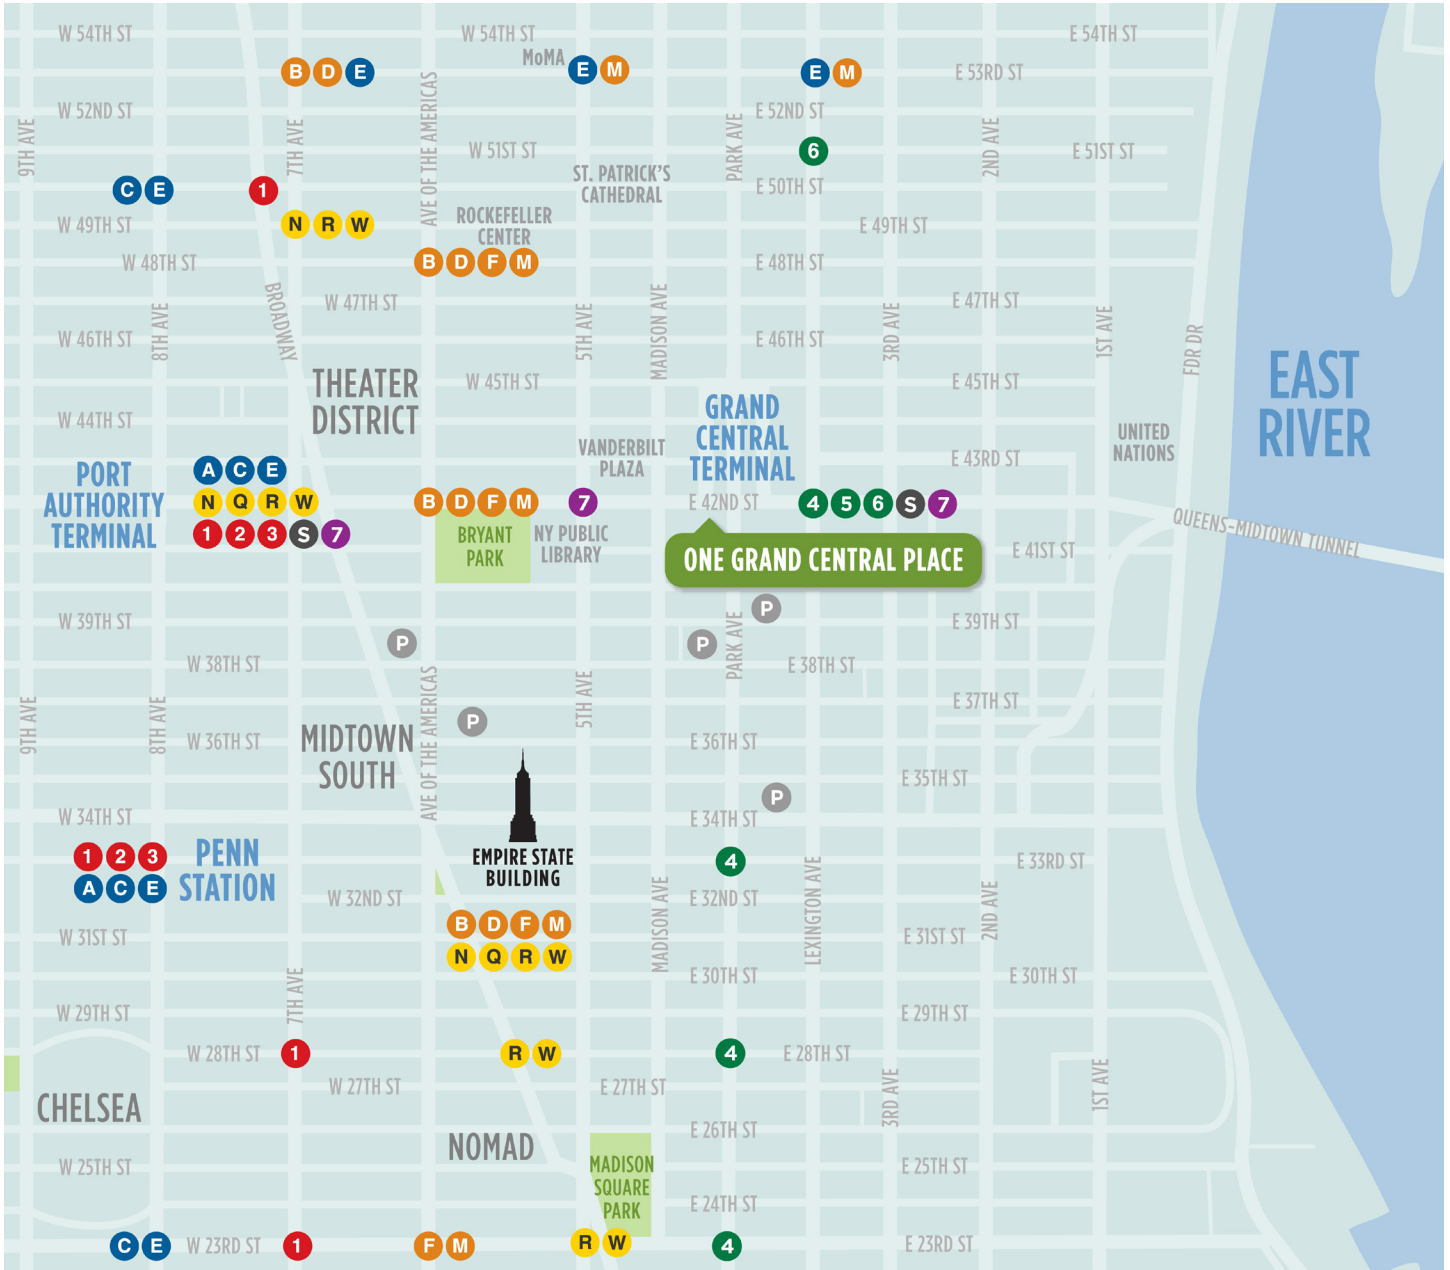 W 54TH ST
W 54TH ST
E 54TH ST
MoMA
B D E
E M
E M
E 53RD ST
W 52ND ST
E 52ND ST
9TH AVE
7TH AVE
AVE OF THE AMERICAS
PARK AVE
2ND AVE
W 51ST ST
6
E 51ST ST
C E
1
ST. PATRICK'S
CATHEDRAL
E 50TH ST
W 49TH ST
N R W
ROCKEFELLER
CENTER
E 49TH ST
W 48TH ST
B D F M
E 48TH ST
W 47TH ST
E 47TH ST
8TH AVE
BROADWAY
5TH AVE
MADISON AVE
3RD AVE
1ST AVE
FDR DR
W 46TH ST
E 46TH ST
THEATER
DISTRICT
W 45TH ST
E 45TH ST
EAST
RIVER
W 44TH ST
GRAND
CENTRAL
TERMINAL
VANDERBILT
PLAZA
UNITED
NATIONS
E 43RD ST
PORT
AUTHORITY
TERMINAL
A C E
N Q R W
1 2 3 S 7
B D F M
7
E 42ND ST
4 5 6 S 7
QUEENS-MIDTOWN TUNNEL
BRYANT
PARK
NY PUBLIC
LIBRARY
E 41ST ST
ONE GRAND CENTRAL PLACE
P
W 39TH ST
E 39TH ST
P
P
PARK AVE
W 38TH ST
E 38TH ST
9TH AVE
8TH AVE
AVE OF THE AMERICAS
5TH AVE
E 37TH ST
P
W 36TH ST
MIDTOWN
SOUTH
E 36TH ST
E 35TH ST
P
W 34TH ST
E 34TH ST
1 2 3
A C E
PENN
STATION
EMPIRE STATE
BUILDING
4
E 33RD ST
W 32ND ST
E 32ND ST
MADISON AVE
LEXINGTON AVE
2ND AVE
B D F M
N Q R W
W 31ST ST
E 31ST ST
E 30TH ST
E 30TH ST
7TH AVE
W 29TH ST
E 29TH ST
W 28TH ST
1
R W
4
E 28TH ST
W 27TH ST
E 27TH ST
3RD AVE
1ST AVE
CHELSEA
E 26TH ST
NOMAD
W 25TH ST
E 25TH ST
MADISON
SQUARE
PARK
E 24TH ST
C E
W 23RD ST
1
F M
R W
4
E 23RD ST